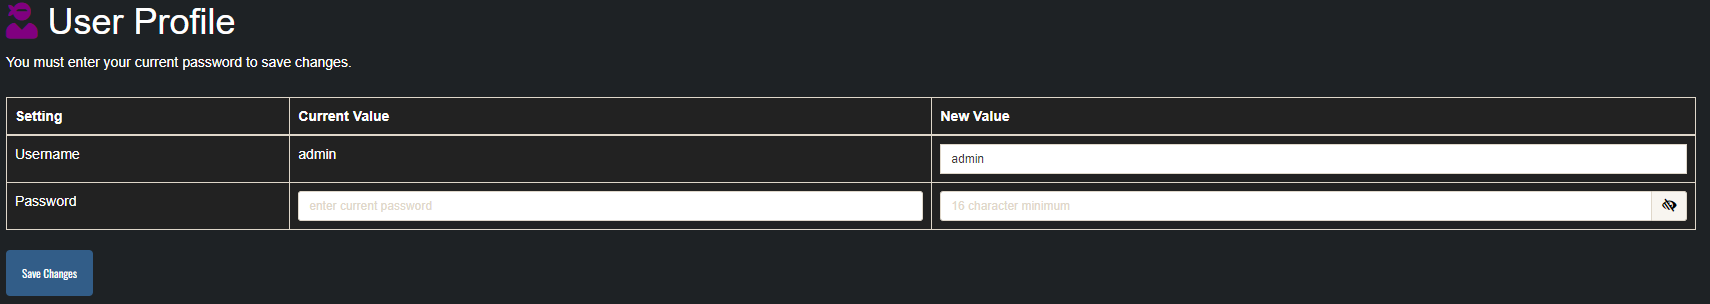 User Profile
You must enter your current password to save changes.
Setting Current Value New Value
Username admin admin
Password enter current password 16 character minimum
Save Changes